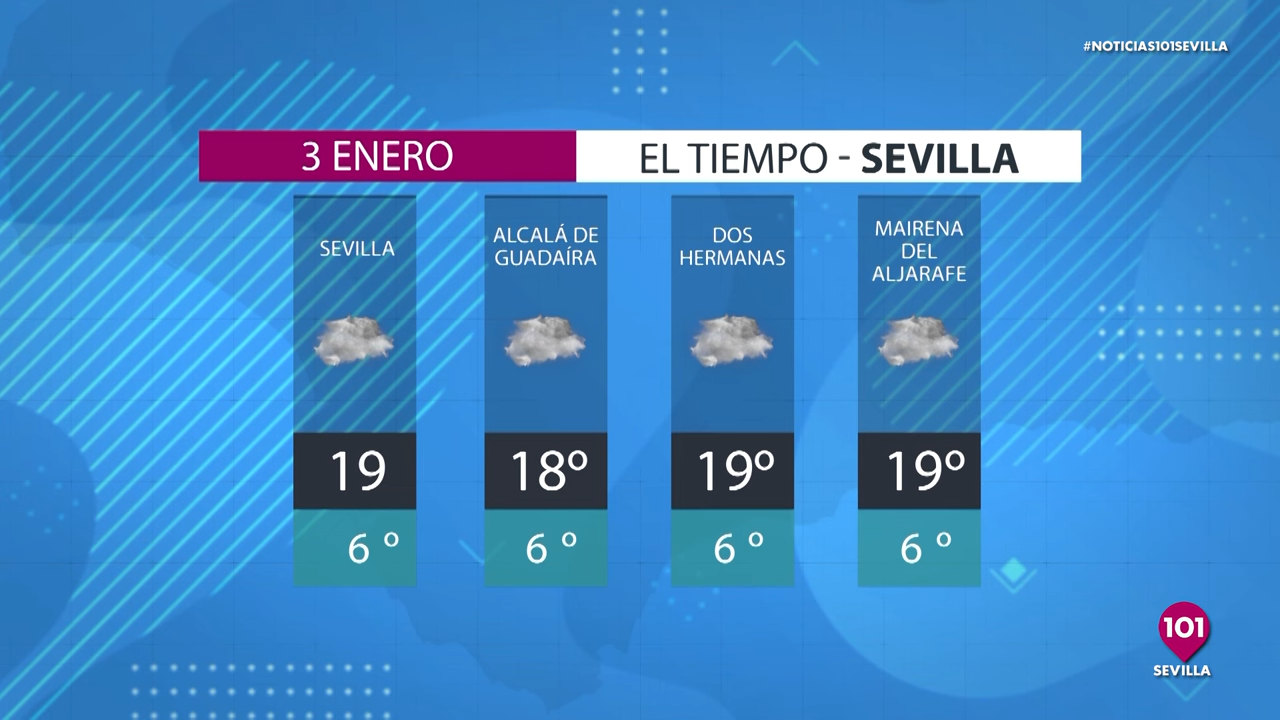 #NOTICIAS101SEVILLA
3 ENERO
EL TIEMPO - SEVILLA
SEVILLA
19
6 º
ALCALÁ DE
GUADAÍRA
18º
6 º
DOS
HERMANAS
19º
6 º
MAIRENA
DEL
ALJARAFE
19º
6 º
101
SEVILLA